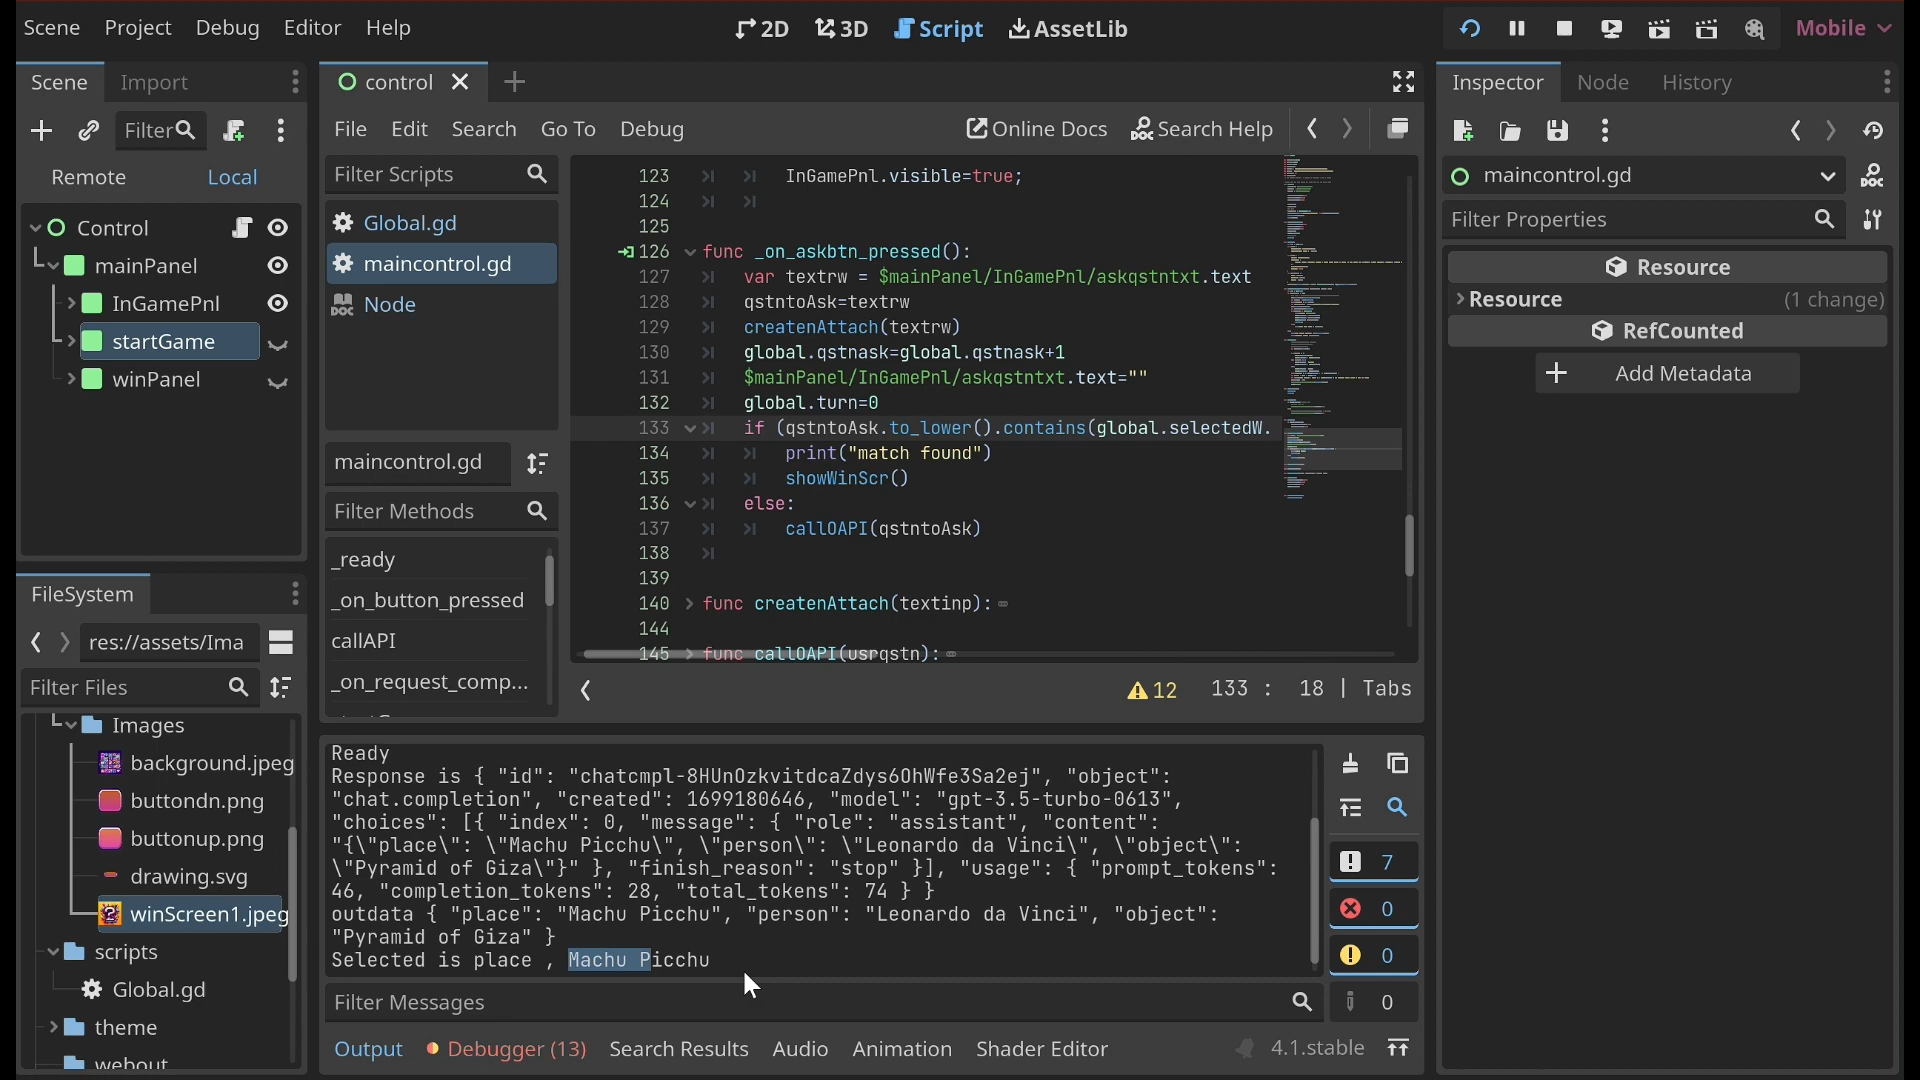 Scene Project Debug Editor Help
2D 3D Script AssetLib
Mobile
Scene Import
Filter
Remote Local
Control
mainPanel
InGamePnl
startGame
winPanel
FileSystem
res://assets/Ima
Filter Files
Images
background.jpeg
buttondn.png
buttonup.png
drawing.svg
winScreen1.jpeg
scripts
Global.gd
theme
webout
control
File Edit Search Go To Debug
Online Docs Search Help
Filter Scripts
Global.gd
maincontrol.gd
Node
maincontrol.gd
Filter Methods
_ready
_on_button_pressed
callAPI
_on_request_comp...
123 InGamePnl.visible=true;
124
125
126 func _on_askbtn_pressed():
127 var textrw = $mainPanel/InGamePnl/askqstntxt.text
128 qstntoAsk=textrw
129 createnAttach(textrw)
130 global.qstnask=global.qstnask+1
131 $mainPanel/InGamePnl/askqstntxt.text=""
132 global.turn=0
133 if (qstntoAsk.to_lower().contains(global.selectedW.
134 print("match found")
135 showWinScr()
136 else:
137 callOAPI(qstntoAsk)
138
139
140 func createnAttach(textinp):
144
145 func callOAPI(usrqstn):
12 133 : 18 | Tabs
Ready
Response is { "id": "chatcmpl-8HUnOzkvitdcaZdys6OhWfe3Sa2ej", "object":
"chat.completion", "created": 1699180646, "model": "gpt-3.5-turbo-0613",
"choices": [{ "index": 0, "message": { "role": "assistant", "content":
"{\"place\": \"Machu Picchu\", \"person\": \"Leonardo da Vinci\", \"object\":
\"Pyramid of Giza\"}" }, "finish_reason": "stop" }], "usage": { "prompt_tokens":
46, "completion_tokens": 28, "total_tokens": 74 } }
outdata { "place": "Machu Picchu", "person": "Leonardo da Vinci", "object":
"Pyramid of Giza" }
Selected is place , Machu Picchu
7
0
0
0
Filter Messages
Output Debugger (13) Search Results Audio Animation Shader Editor
4.1.stable
Inspector Node History
maincontrol.gd
Filter Properties
Resource
Resource (1 change)
RefCounted
Add Metadata